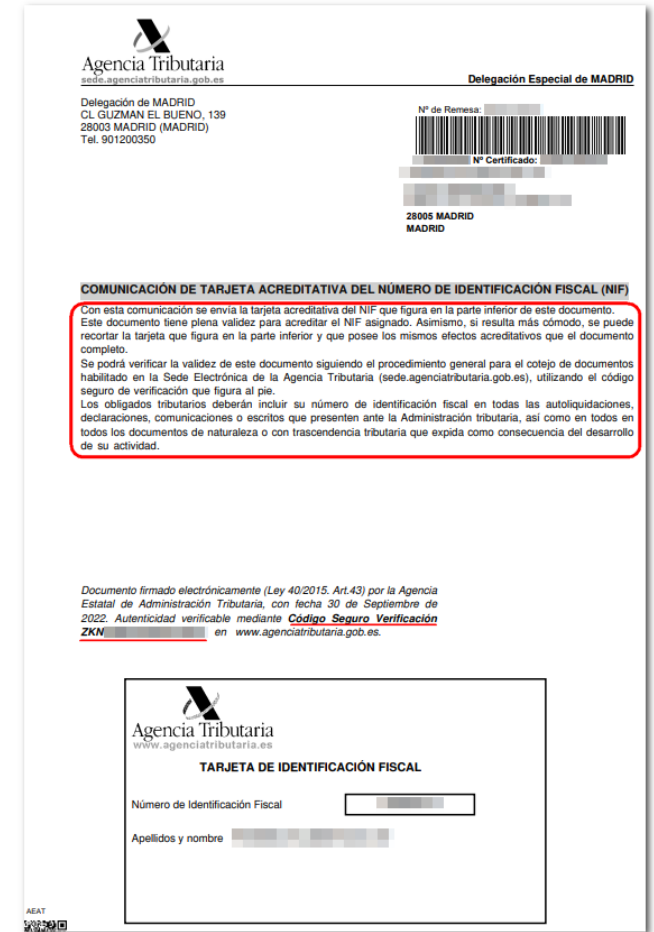 Agencia Tributaria
sede.agenciatributaria.gob.es
Delegación Especial de MADRID
Delegación de MADRID
CL GUZMAN EL BUENO, 139
28003 MADRID (MADRID)
Tel. 901200350
Nº de Remesa:
Nº Certificado:
28005 MADRID
MADRID
COMUNICACIÓN DE TARJETA ACREDITATIVA DEL NÚMERO DE IDENTIFICACIÓN FISCAL (NIF)
Con esta comunicación se envía la tarjeta acreditativa del NIF que figura en la parte inferior de este documento.
Este documento tiene plena validez para acreditar el NIF asignado. Asimismo, si resulta más cómodo, se puede
recortar la tarjeta que figura en la parte inferior y que posee los mismos efectos acreditativos que el documento
completo.
Se podrá verificar la validez de este documento siguiendo el procedimiento general para el cotejo de documentos
habilitado en la Sede Electrónica de la Agencia Tributaria (sede.agenciatributaria.gob.es), utilizando el código
seguro de verificación que figura al pie.
Los obligados tributarios deberán incluir su número de identificación fiscal en todas las autoliquidaciones,
declaraciones, comunicaciones o escritos que presenten ante la Administración tributaria, así como en todos en
todos los documentos de naturaleza o con trascendencia tributaria que expida como consecuencia del desarrollo
de su actividad.
Documento firmado electrónicamente (Ley 40/2015. Art.43) por la Agencia
Estatal de Administración Tributaria, con fecha 30 de Septiembre de
2022. Autenticidad verificable mediante Código Seguro Verificación
ZKN en www.agenciatributaria.gob.es.
Agencia Tributaria
www.agenciatributaria.es
TARJETA DE IDENTIFICACIÓN FISCAL
Número de Identificación Fiscal
Apellidos y nombre
AEAT